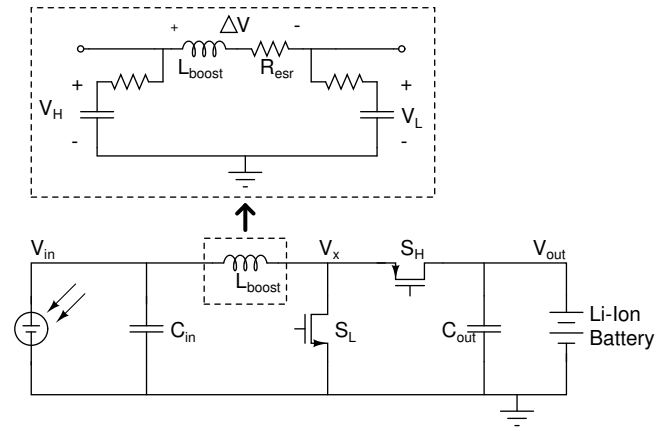 + ΔV -
L_boost R_esr
+ +
V_H V_L
- -
V_in V_x S_H V_out
L_boost
C_in S_L C_out Li-Ion
Battery